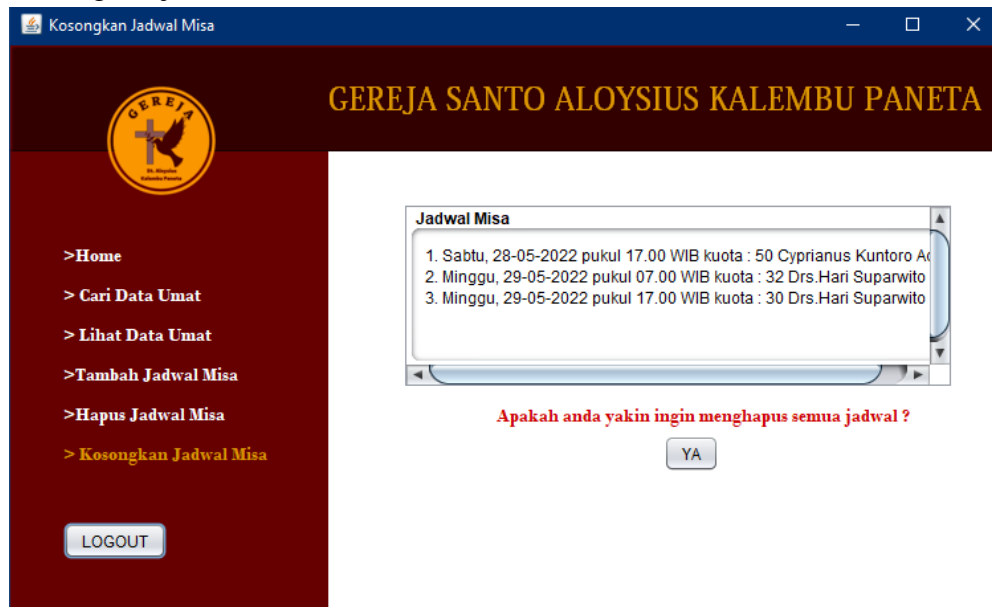 Kosongkan Jadwal Misa
GEREJA
St. Aloysius
Kalembu Paneta
GEREJA SANTO ALOYSIUS KALEMBU PANETA
>Home
> Cari Data Umat
> Lihat Data Umat
>Tambah Jadwal Misa
>Hapus Jadwal Misa
> Kosongkan Jadwal Misa
LOGOUT
Jadwal Misa
1. Sabtu, 28-05-2022 pukul 17.00 WIB kuota : 50 Cyprianus Kuntoro
2. Minggu, 29-05-2022 pukul 07.00 WIB kuota : 32 Drs.Hari Suparwito
3. Minggu, 29-05-2022 pukul 17.00 WIB kuota : 30 Drs.Hari Suparwito
Apakah anda yakin ingin menghapus semua jadwal ?
YA